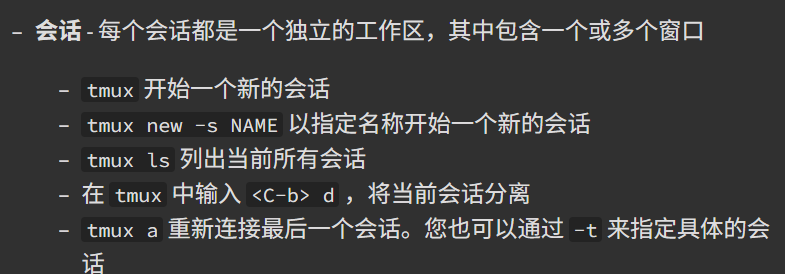 – 会话 - 每个会话都是一个独立的工作区，其中包含一个或多个窗口
– tmux 开始一个新的会话
– tmux new -s NAME 以指定名称开始一个新的会话
– tmux ls 列出当前所有会话
– 在 tmux 中输入 <C-b> d ，将当前会话分离
– tmux a 重新连接最后一个会话。您也可以通过 -t 来指定具体的会
话